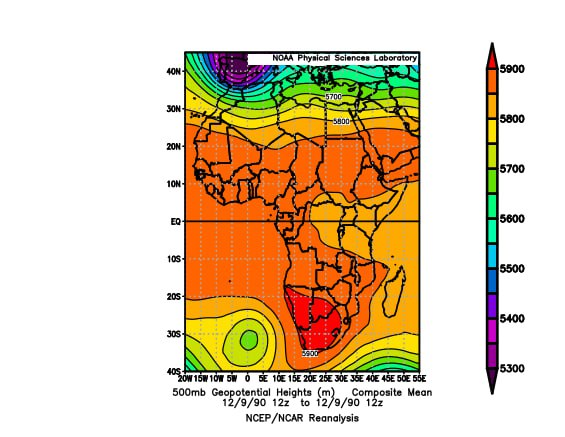 NOAA Physical Sciences Laboratory
40N
30N
20N
10N
EQ
10S
20S
30S
40S
5700
5800
5900
20W 15W 10W 5W 0 5E 10E 15E 20E 25E 30E 35E 40E 45E 50E 55E
5900
5800
5700
5600
5500
5400
5300
500mb Geopotential Heights (m) Composite Mean
12/9/90 12z to 12/9/90 12z
NCEP/NCAR Reanalysis